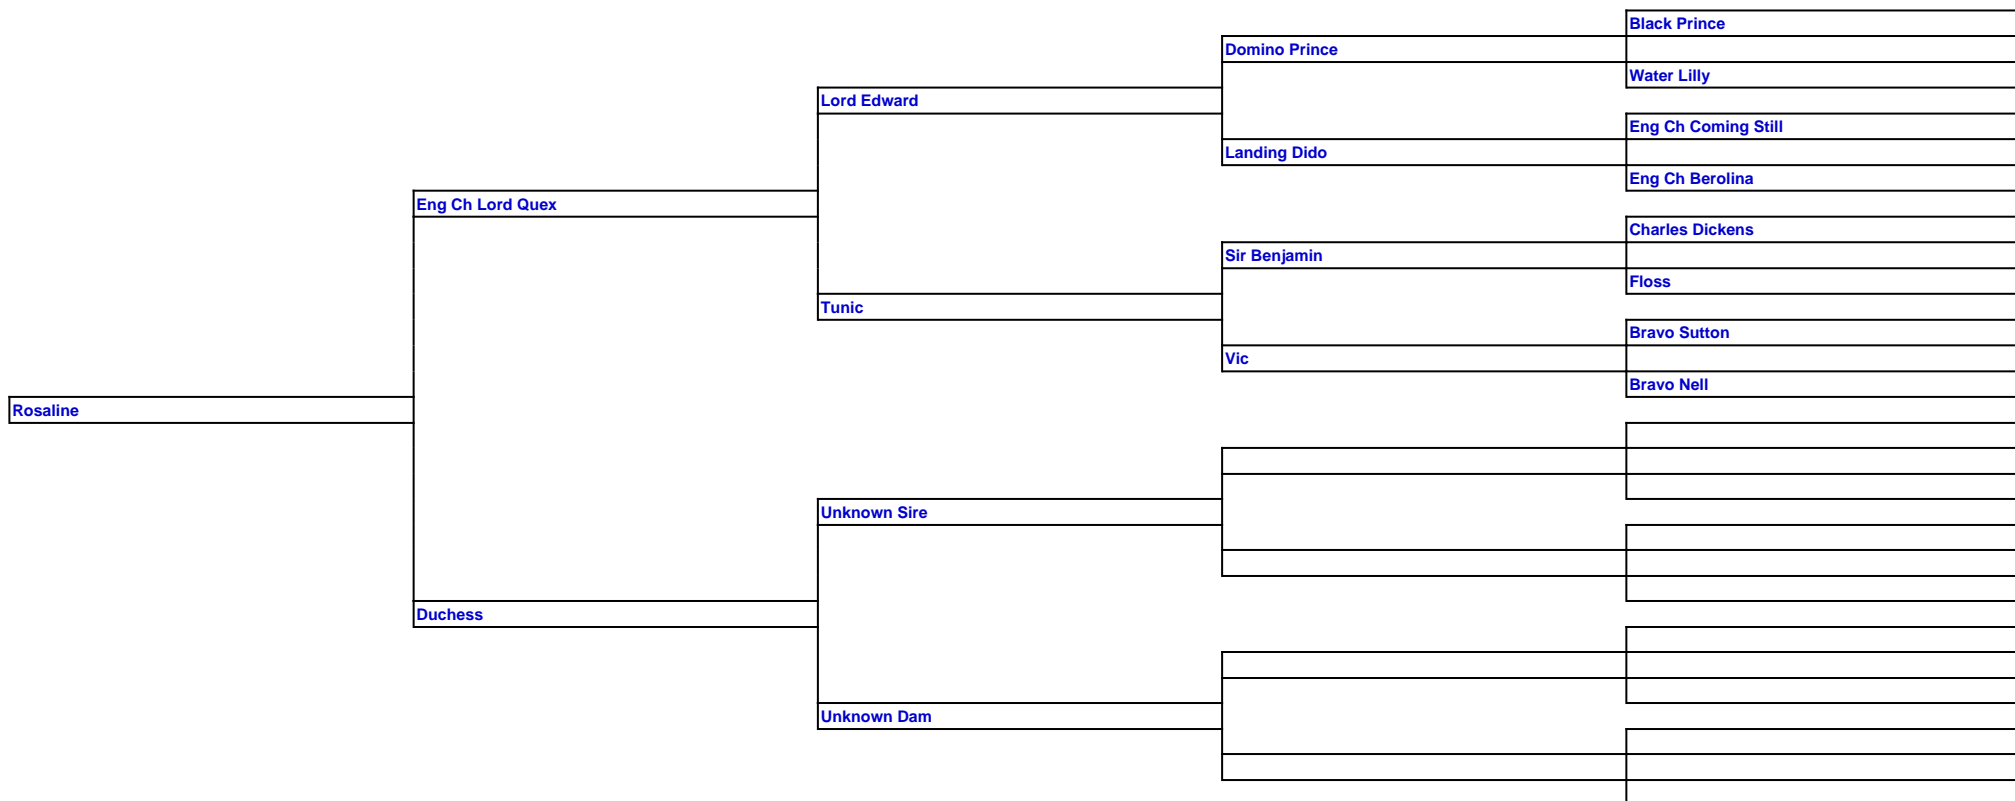 Black Prince
Domino Prince
Water Lilly
Lord Edward
Eng Ch Coming Still
Landing Dido
Eng Ch Berolina
Eng Ch Lord Quex
Charles Dickens
Sir Benjamin
Floss
Tunic
Bravo Sutton
Vic
Bravo Nell
Rosaline
Unknown Sire
Duchess
Unknown Dam